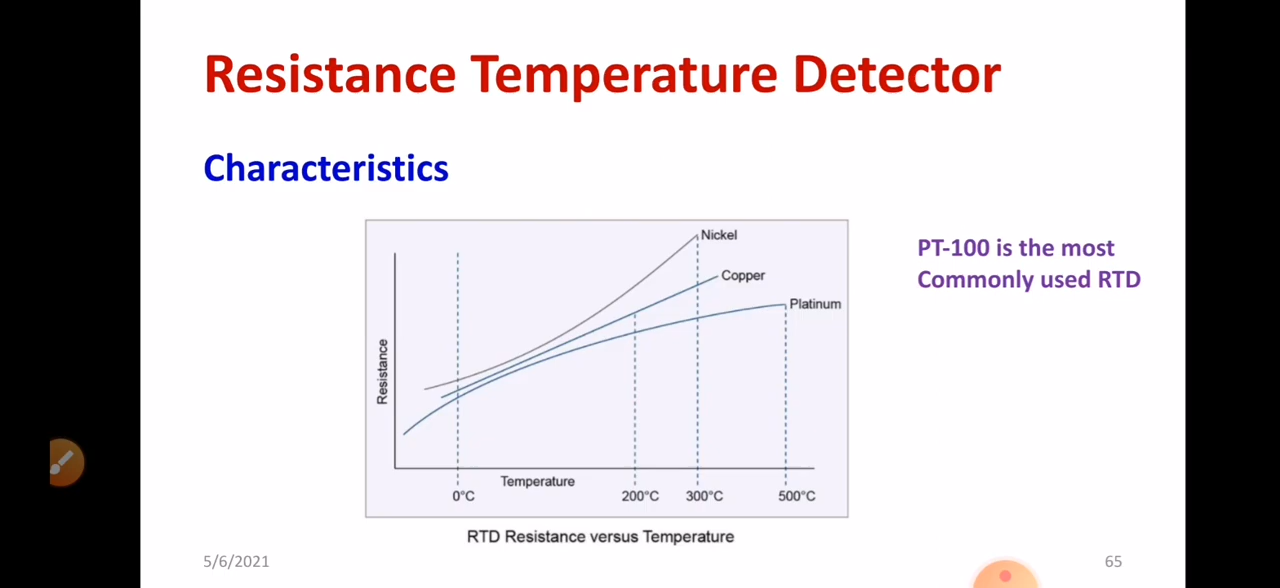 Resistance Temperature Detector
Characteristics
Nickel
Copper
Platinum
Resistance
Temperature
0°C
200°C
300°C
500°C
RTD Resistance versus Temperature
PT-100 is the most
Commonly used RTD
5/6/2021
65